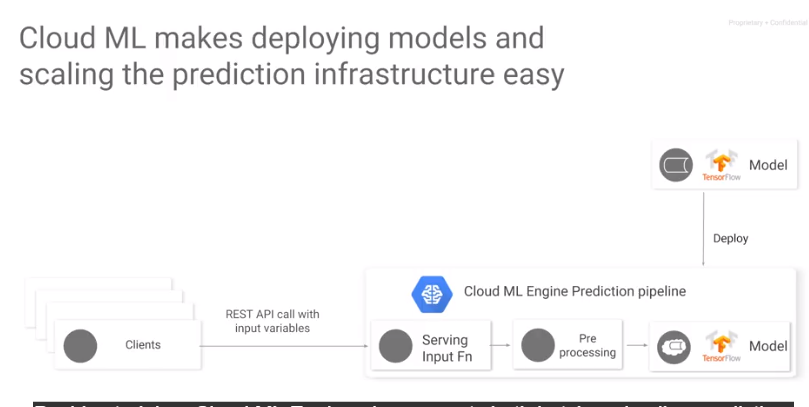 Proprietary + Confidential
Cloud ML makes deploying models and
scaling the prediction infrastructure easy
TensorFlow
Model
Deploy
Cloud ML Engine Prediction pipeline
REST API call with
input variables
Clients
Serving
Input Fn
Pre
processing
TensorFlow
Model